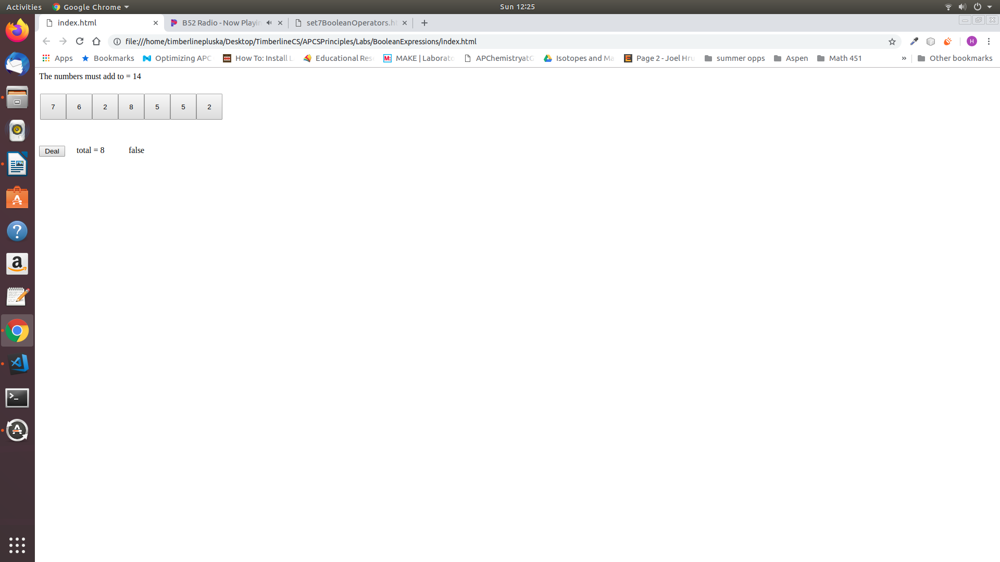 Activities Google Chrome Sun 12:25
index.html B52 Radio - Now Playin set7BooleanOperators.h
file:///home/timberlinepluska/Desktop/TimberlineCS/APCSPrinciples/Labs/BooleanExpressions/index.html H
Apps Bookmarks Optimizing APC How To: Install Educational Res M: MAKE | Laborato APChemistryatG Isotopes and Ma Page 2 - Joel Hru summer opps Aspen Math 451 » Other bookmarks
The numbers must add to = 14
7 6 2 8 5 5 2
Deal total = 8 false